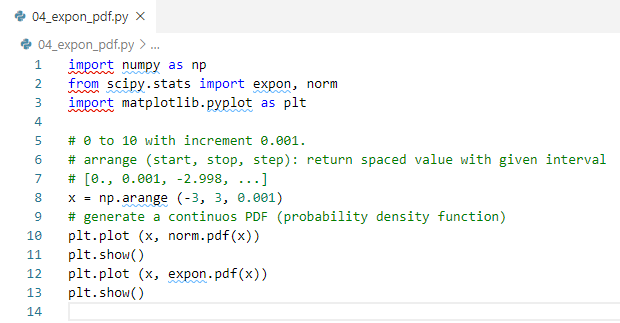 04_expon_pdf.py ×
04_expon_pdf.py > ...
1 import numpy as np
2 from scipy.stats import expon, norm
3 import matplotlib.pyplot as plt
4
5 # 0 to 10 with increment 0.001.
6 # arrange (start, stop, step): return spaced value with given interval
7 # [0., 0.001, -2.998, ...]
8 x = np.arange (-3, 3, 0.001)
9 # generate a continuos PDF (probability density function)
10 plt.plot (x, norm.pdf(x))
11 plt.show()
12 plt.plot (x, expon.pdf(x))
13 plt.show()
14